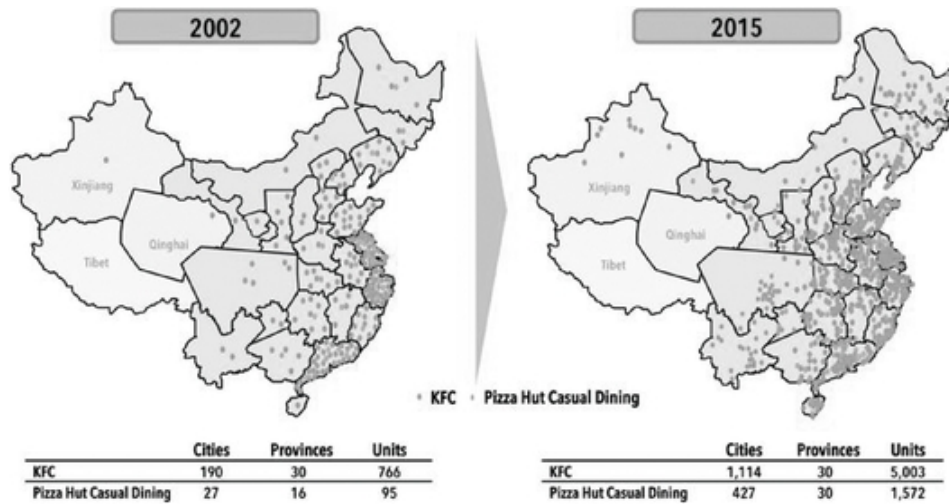 2002
2015
Xinjiang
Qinghai
Tibet
Xinjiang
Qinghai
Tibet
KFC Pizza Hut Casual Dining
Cities Provinces Units
KFC 190 30 766
Pizza Hut Casual Dining 27 16 95
Cities Provinces Units
KFC 1,114 30 5,003
Pizza Hut Casual Dining 427 30 1,572